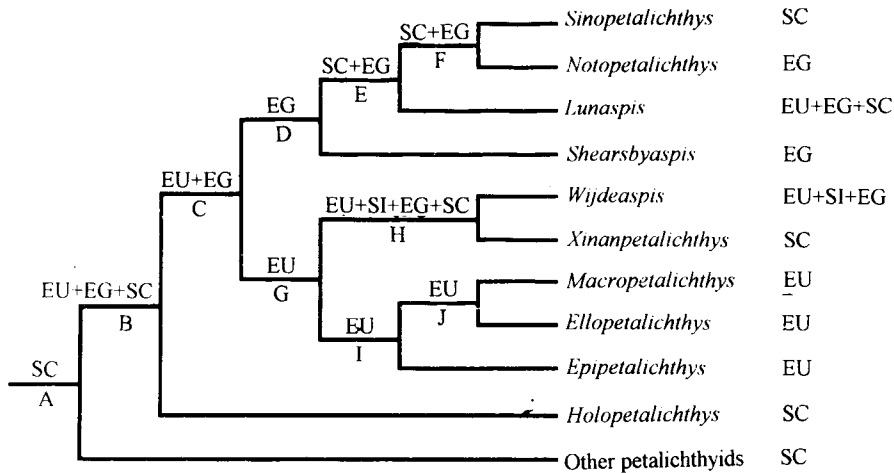 Sinopetalichthys SC
SC+EG
F
Notopetalichthys EG
SC+EG
E
Lunaspis EU+EG+SC
EG
D
Shearsbyaspis EG
EU+EG
C
Wijdeaspis EU+SI+EG
EU+SI+EG+SC
H
Xinanpetalichthys SC
EU
G
Macropetalichthys EU
EU
J
EU+EG+SC
B
Ellopetalichthys EU
EU
I
Epipetalichthys EU
SC
A
Holopetalichthys SC
Other petalichthyids SC